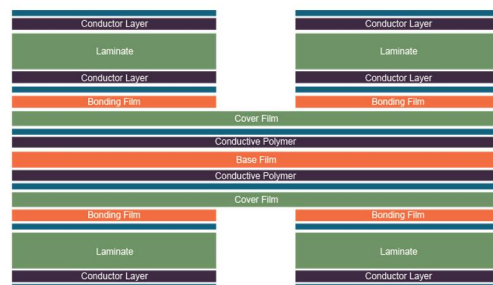 Conductor Layer Conductor Layer
Laminate Laminate
Conductor Layer Conductor Layer
Bonding Film Bonding Film
Cover Film
Conductive Polymer
Base Film
Conductive Polymer
Cover Film
Bonding Film Bonding Film
Laminate Laminate
Conductor Layer Conductor Layer